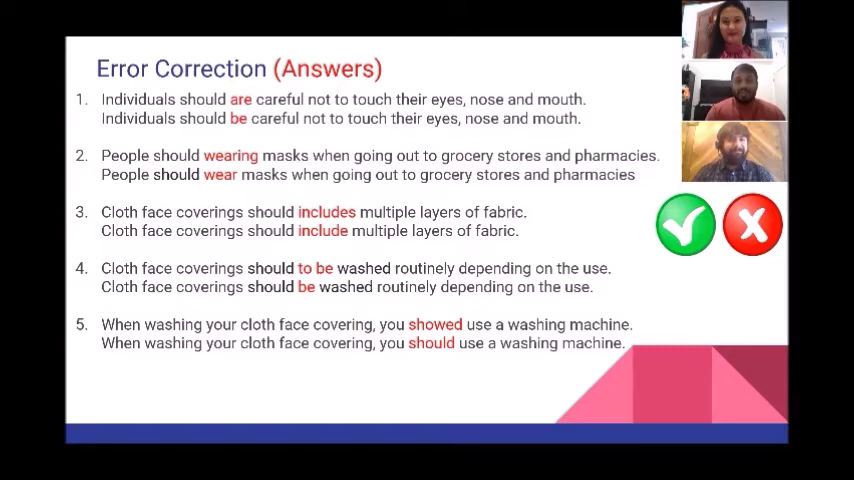 Error Correction (Answers)
1. Individuals should are careful not to touch their eyes, nose and mouth.
Individuals should be careful not to touch their eyes, nose and mouth.
2. People should wearing masks when going out to grocery stores and pharmacies.
People should wear masks when going out to grocery stores and pharmacies
3. Cloth face coverings should includes multiple layers of fabric.
Cloth face coverings should include multiple layers of fabric.
4. Cloth face coverings should to be washed routinely depending on the use.
Cloth face coverings should be washed routinely depending on the use.
5. When washing your cloth face covering, you showed use a washing machine.
When washing your cloth face covering, you should use a washing machine.